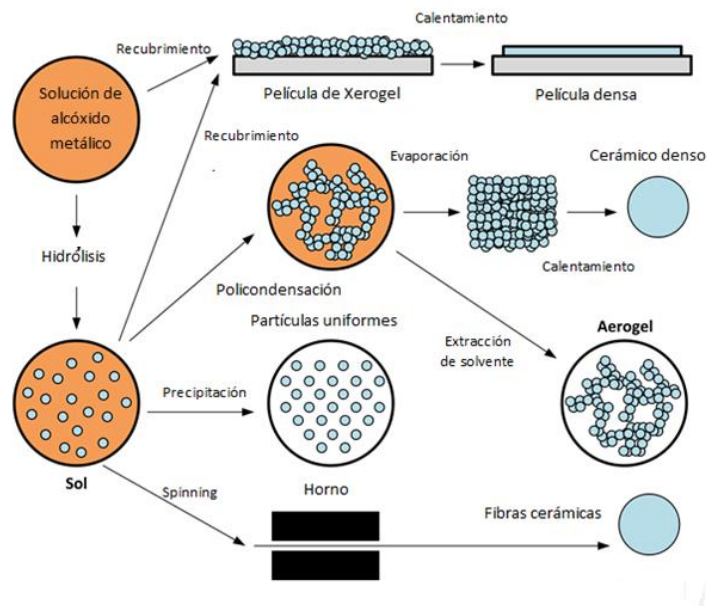 Calentamiento
Recubrimiento
Solución de
alcóxido
metálico
Película de Xerogel
Película densa
Recubrimiento
Evaporación
Cerámico denso
Hidrólisis
Calentamiento
Policondensación
Partículas uniformes
Extracción
de solvente
Aerogel
Precipitación
Sol
Spinning
Horno
Fibras cerámicas